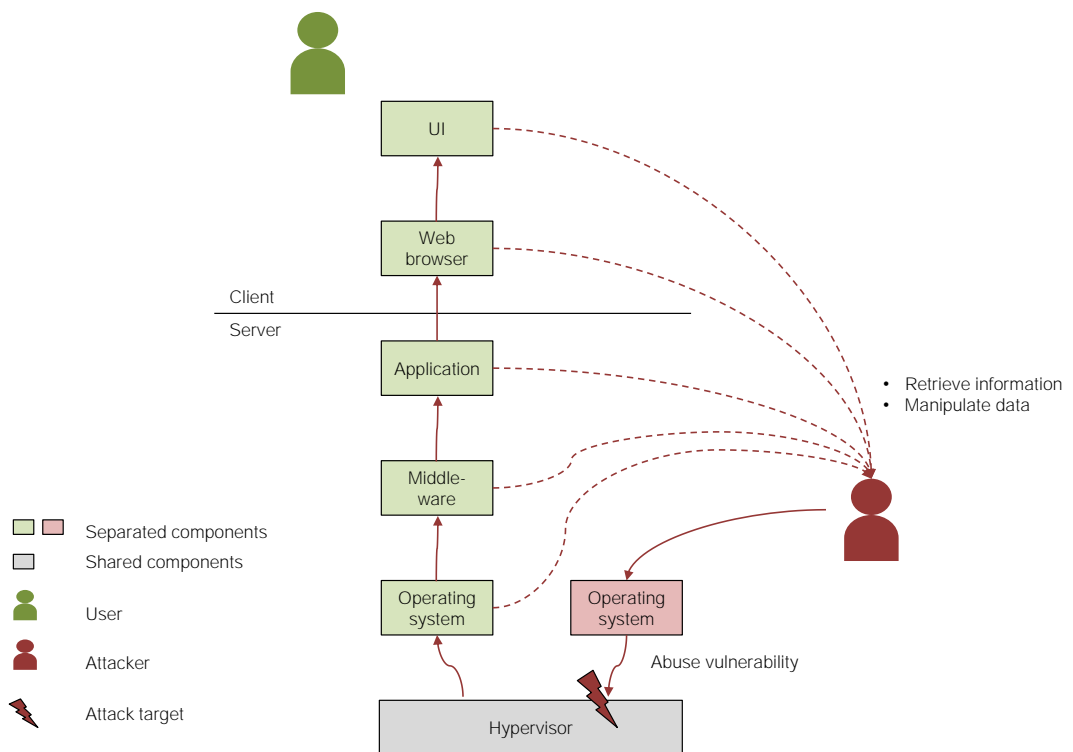 UI
Web
browser
Client
Server
Application
• Retrieve information
• Manipulate data
Middle-
ware
Separated components
Shared components
User
Attacker
Attack target
Operating
system
Operating
system
Abuse vulnerability
Hypervisor